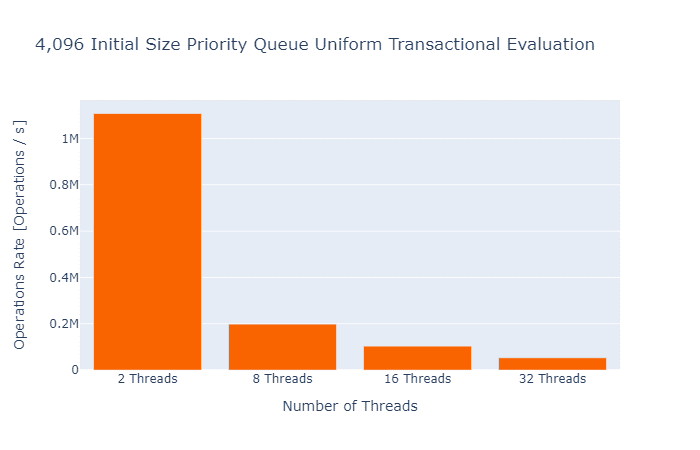 4,096 Initial Size Priority Queue Uniform Transactional Evaluation
Operations Rate [Operations / s]
1M
0.8M
0.6M
0.4M
0.2M
0
2 Threads
8 Threads
16 Threads
32 Threads
Number of Threads